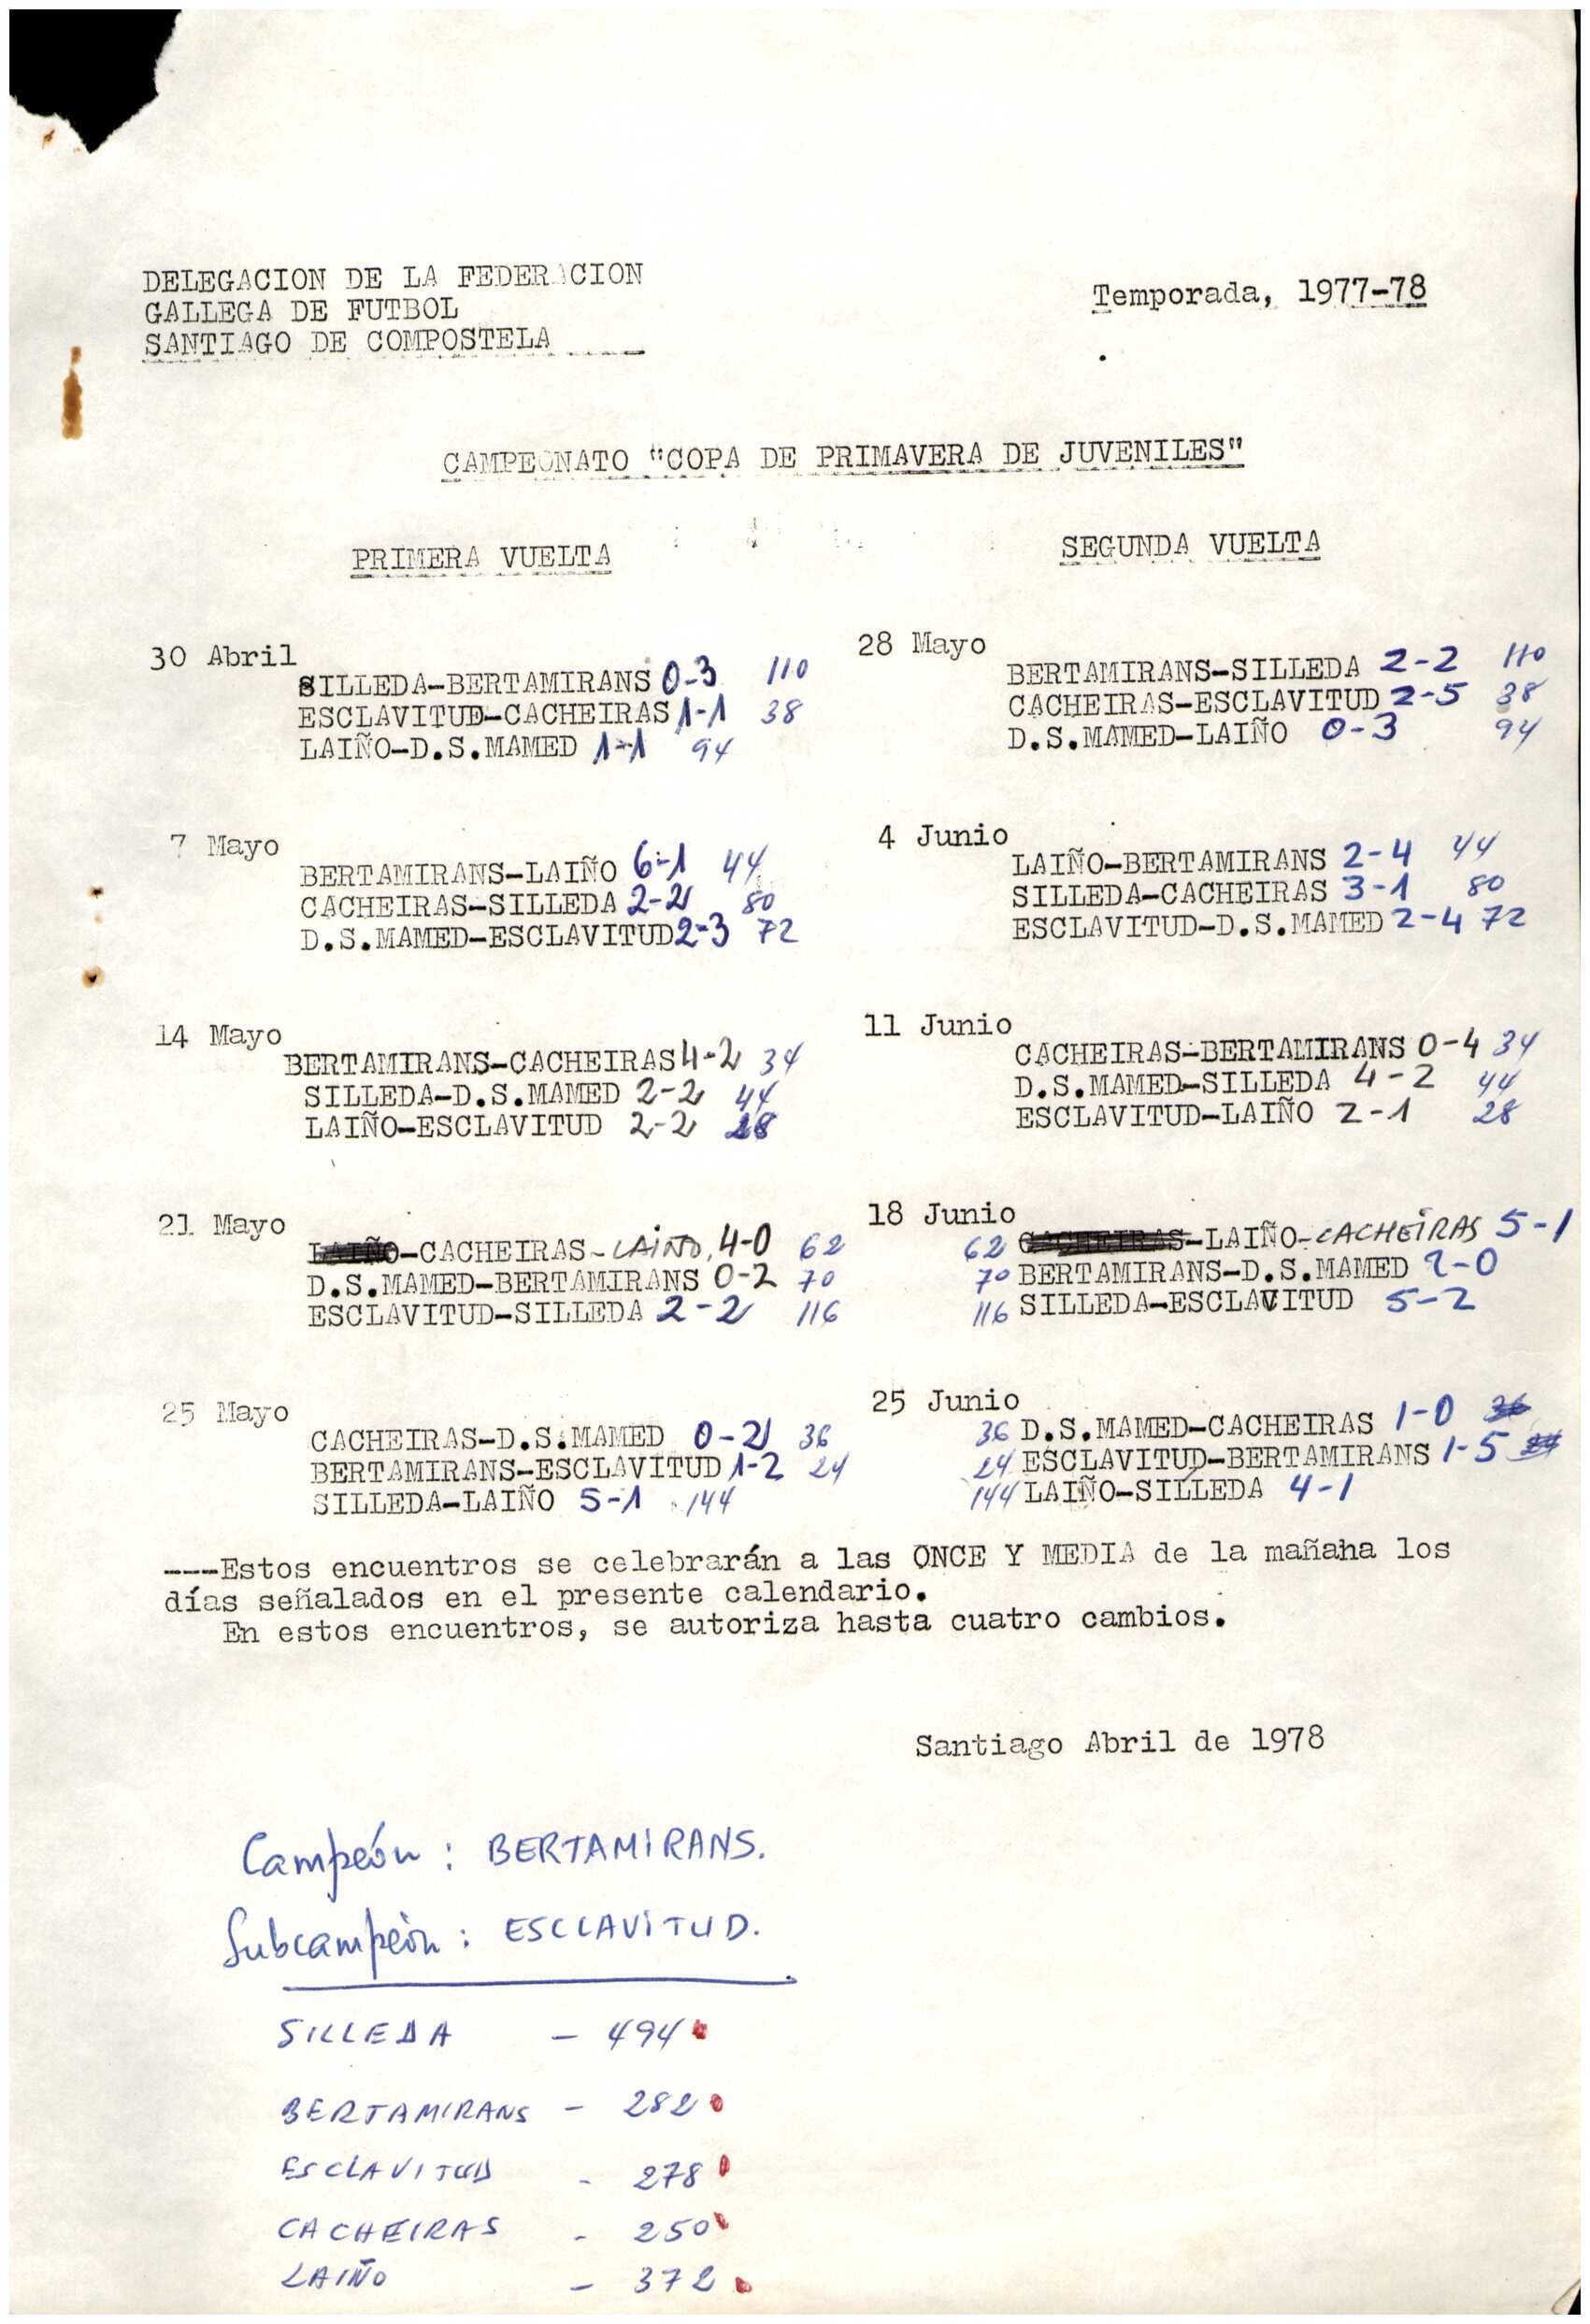 DELEGACION DE LA FEDERACION
GALLEGA DE FUTBOL
SANTIAGO DE COMPOSTELA
Temporada, 1977-78
CAMPEONATO "COPA DE PRIMAVERA DE JUVENILES"
PRIMERA VUELTA
30 Abril
SILLEDA-BERTAMIRANS 0-3 110
ESCLAVITUD-CACHEIRAS 1-1 38
LAIÑO-D.S.MAMED 1-1 94
7 Mayo
BERTAMIRANS-LAIÑO 6-1 44
CACHEIRAS-SILLEDA 2-2 80
D.S.MAMED-ESCLAVITUD 2-3 72
14 Mayo
BERTAMIRANS-CACHEIRAS 4-2 34
SILLEDA-D.S.MAMED 2-2 44
LAIÑO-ESCLAVITUD 2-2 28
21 Mayo
LAIÑO-CACHEIRAS-LAIÑO, 4-0 62
D.S.MAMED-BERTAMIRANS 0-2 70
ESCLAVITUD-SILLEDA 2-2 116
25 Mayo
CACHEIRAS-D.S.MAMED 0-2 36
BERTAMIRANS-ESCLAVITUD 1-2 24
SILLEDA-LAIÑO 5-1 144
SEGUNDA VUELTA
28 Mayo
BERTAMIRANS-SILLEDA 2-2 110
CACHEIRAS-ESCLAVITUD 2-5 38
D.S.MAMED-LAIÑO 0-3 94
4 Junio
LAIÑO-BERTAMIRANS 2-4 44
SILLEDA-CACHEIRAS 3-1 80
ESCLAVITUD-D.S.MAMED 2-4 72
11 Junio
CACHEIRAS-BERTAMIRANS 0-4 34
D.S.MAMED-SILLEDA 4-2 44
ESCLAVITUD-LAIÑO 2-1 28
18 Junio
62 CACHEIRAS-LAIÑO-CACHEIRAS 5-1
70 BERTAMIRANS-D.S.MAMED 2-0
116 SILLEDA-ESCLAVITUD 5-2
25 Junio
36 D.S.MAMED-CACHEIRAS 1-0
24 ESCLAVITUD-BERTAMIRANS 1-5
144 LAIÑO-SILLEDA 4-1
---Estos encuentros se celebrarán a las ONCE Y MEDIA de la mañaha los
días señalados en el presente calendario.
En estos encuentros, se autoriza hasta cuatro cambios.
Santiago Abril de 1978
Campeón: BERTAMIRANS.
Subcampeón: ESCLAVITUD.
SILLEDA - 494
BERTAMIRANS - 282
ESCLAVITUD - 278
CACHEIRAS - 250
LAIÑO - 372